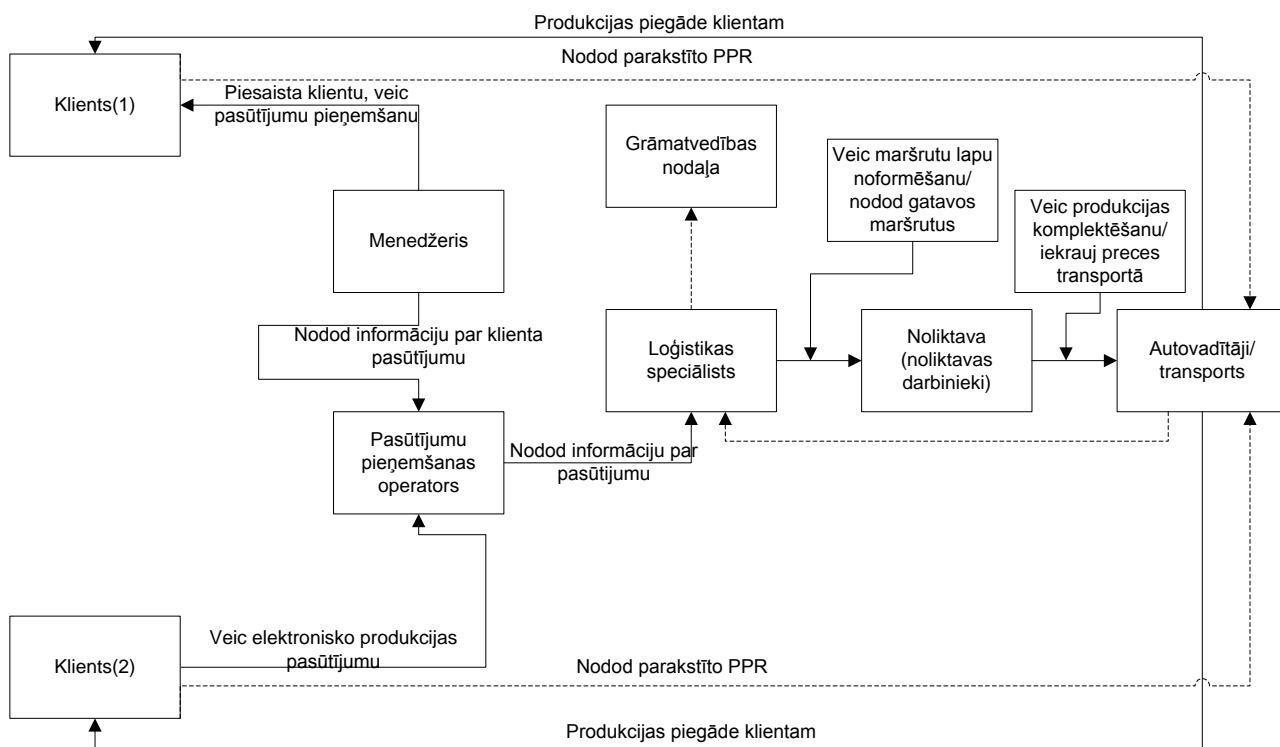 Produkcijas piegāde klientam
Nodod parakstīto PPR
Klients(1)
Piesaista klientu, veic
pasūtījumu pieņemšanu
Grāmatvedības
nodaļa
Veic maršrutu lapu
noformēšanu/
nodod gatavos
maršrutus
Veic produkcijas
komplektēšanu/
iekrauj preces
transportā
Menedžeris
Nodod informāciju par klienta
pasūtījumu
Loģistikas
speciālists
Noliktava
(noliktavas
darbinieki)
Autovadītāji/
transports
Pasūtījumu
pieņemšanas
operators
Nodod informāciju par
pasūtijumu
Klients(2)
Veic elektronisko produkcijas
pasūtījumu
Nodod parakstīto PPR
Produkcijas piegāde klientam